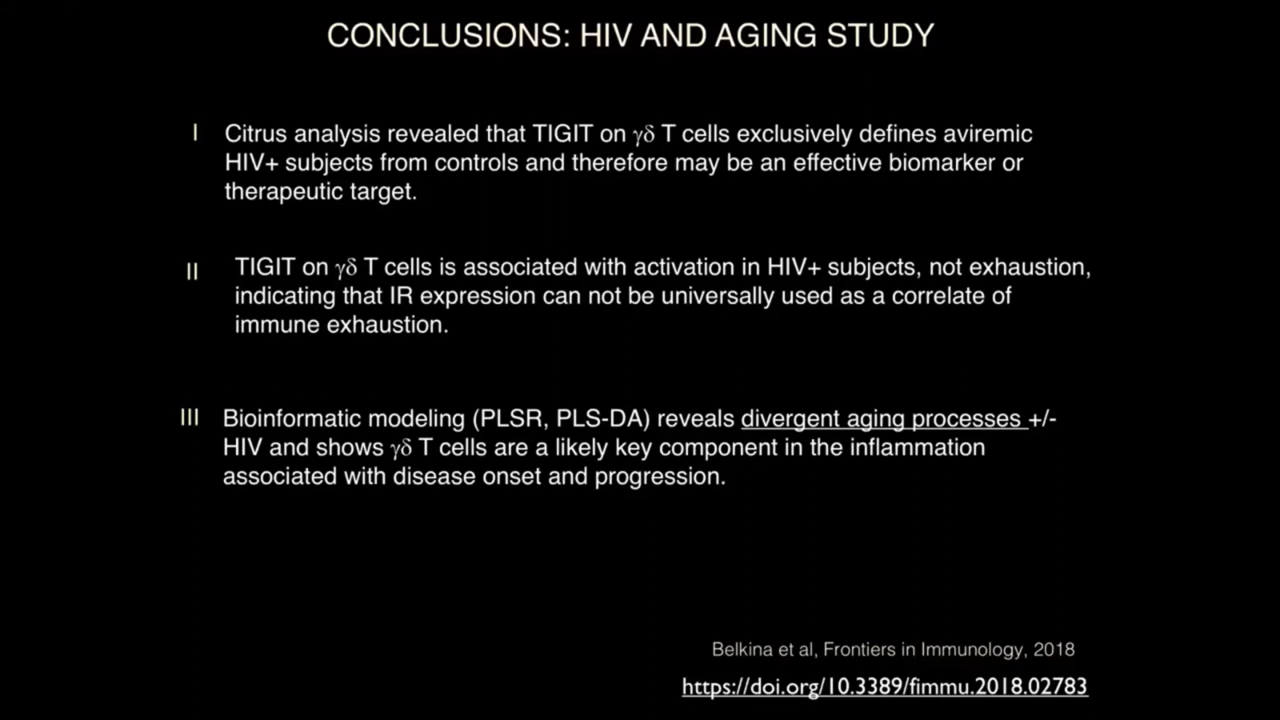 CONCLUSIONS: HIV AND AGING STUDY
I Citrus analysis revealed that TIGIT on γδ T cells exclusively defines aviremic
HIV+ subjects from controls and therefore may be an effective biomarker or
therapeutic target.
II TIGIT on γδ T cells is associated with activation in HIV+ subjects, not exhaustion,
indicating that IR expression can not be universally used as a correlate of
immune exhaustion.
III Bioinformatic modeling (PLSR, PLS-DA) reveals divergent aging processes +/-
HIV and shows γδ T cells are a likely key component in the inflammation
associated with disease onset and progression.
Belkina et al, Frontiers in Immunology, 2018
https://doi.org/10.3389/fimmu.2018.02783